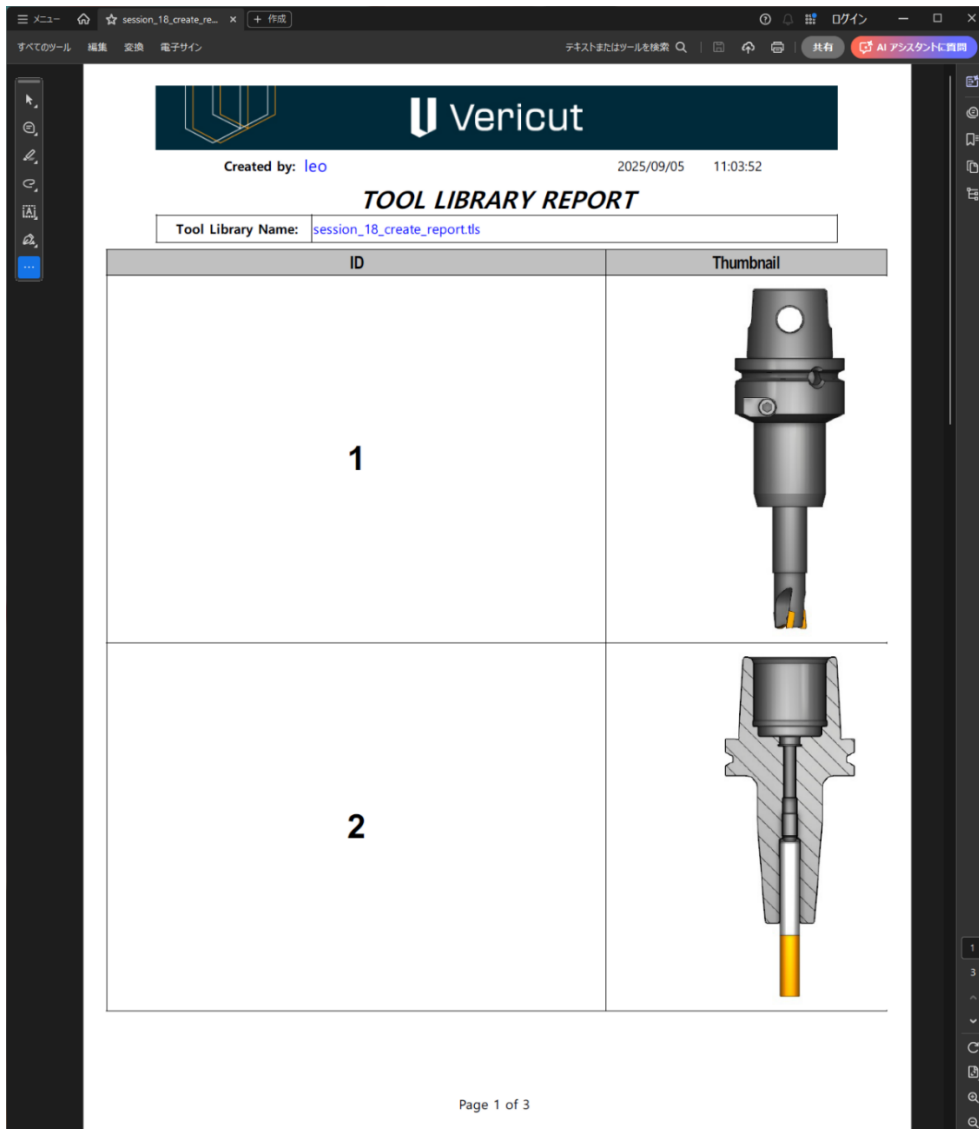 メニュー session_18_create_re... × + 作成 ログイン
すべてのツール 編集 変換 電子サイン テキストまたはツールを検索 共有 AI アシスタントに質問
Vericut
Created by: leo 2025/09/05 11:03:52
TOOL LIBRARY REPORT
Tool Library Name: session_18_create_report.tls
ID Thumbnail
1
2
1
3
Page 1 of 3